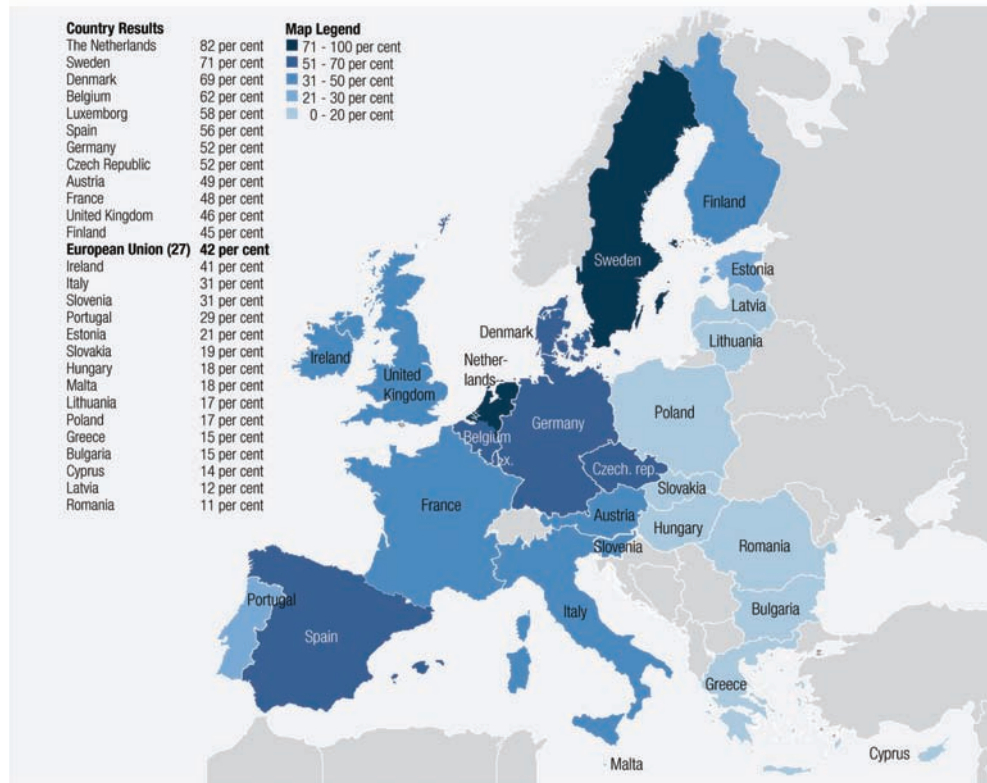 Country Results
The Netherlands 82 per cent
Sweden 71 per cent
Denmark 69 per cent
Belgium 62 per cent
Luxemborg 58 per cent
Spain 56 per cent
Germany 52 per cent
Czech Republic 52 per cent
Austria 49 per cent
France 48 per cent
United Kingdom 46 per cent
Finland 45 per cent
European Union (27) 42 per cent
Ireland 41 per cent
Italy 31 per cent
Slovenia 31 per cent
Portugal 29 per cent
Estonia 21 per cent
Slovakia 19 per cent
Hungary 18 per cent
Malta 18 per cent
Lithuania 17 per cent
Poland 17 per cent
Greece 15 per cent
Bulgaria 15 per cent
Cyprus 14 per cent
Latvia 12 per cent
Romania 11 per cent
Map Legend
71 - 100 per cent
51 - 70 per cent
31 - 50 per cent
21 - 30 per cent
0 - 20 per cent
Finland
Sweden
Estonia
Latvia
Lithuania
Denmark
Nether-
lands
Ireland
United
Kingdom
Poland
Germany
Belgium
Lux.
Czech. rep.
Slovakia
France
Austria
Hungary
Slovenia
Romania
Bulgaria
Italy
Portugal
Spain
Greece
Malta
Cyprus